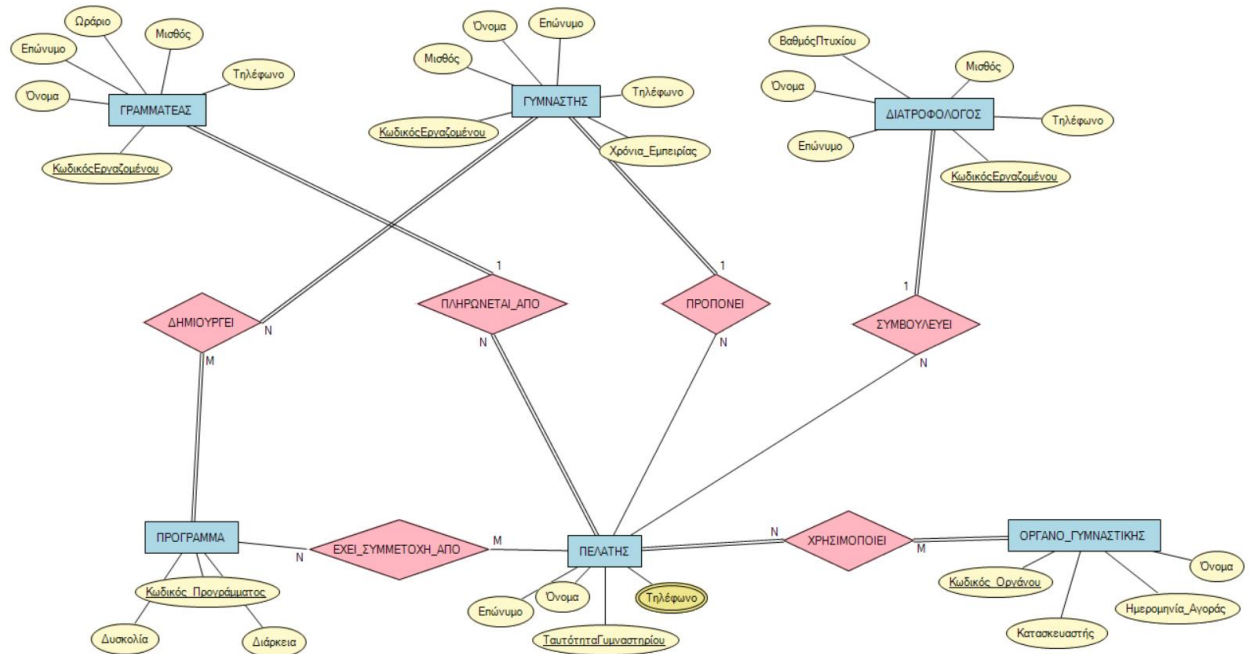 Ωράριο
Επώνυμο
Μισθός
Όνομα
Τηλέφωνο
ΓΡΑΜΜΑΤΕΑΣ
ΚωδικόςΕργαζομένου
Όνομα
Επώνυμο
Μισθός
Τηλέφωνο
ΓΥΜΝΑΣΤΗΣ
ΚωδικόςΕργαζομένου
Χρόνια_Εμπειρίας
ΒαθμόςΠτυχίου
Μισθός
Όνομα
Τηλέφωνο
ΔΙΑΤΡΟΦΟΛΟΓΟΣ
Επώνυμο
ΚωδικόςΕργαζομένου
1
1
1
ΔΗΜΙΟΥΡΓΕΙ
N
M
ΠΛΗΡΩΝΕΤΑΙ_ΑΠΟ
N
ΠΡΟΠΟΝΕΙ
N
ΣΥΜΒΟΥΛΕΥΕΙ
N
ΠΡΟΓΡΑΜΜΑ
N
ΕΧΕΙ_ΣΥΜΜΕΤΟΧΗ_ΑΠΟ
M
ΠΕΛΑΤΗΣ
N
ΧΡΗΣΙΜΟΠΟΙΕΙ
M
ΟΡΓΑΝΟ_ΓΥΜΝΑΣΤΙΚΗΣ
Κωδικός_Προγράμματος
Δυσκολία
Διάρκεια
Επώνυμο
Όνομα
Τηλέφωνο
ΤαυτότηταΓυμναστηρίου
Κωδικός_Οργάνου
Όνομα
Ημερομηνία_Αγοράς
Κατασκευαστής